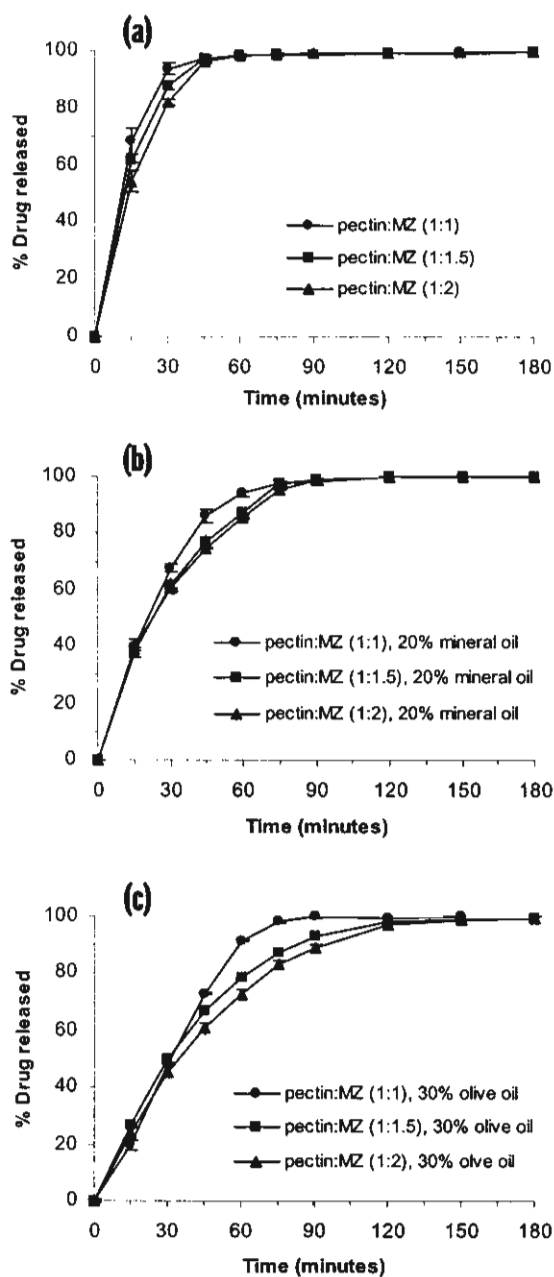 (a)
100
80
60
40
20
0
% Drug released
pectin:MZ (1:1)
pectin:MZ (1:1.5)
pectin:MZ (1:2)
0 30 60 90 120 150 180
Time (minutes)
(b)
100
80
60
40
20
0
% Drug released
pectin:MZ (1:1), 20% mineral oil
pectin:MZ (1:1.5), 20% mineral oil
pectin:MZ (1:2), 20% mineral oil
0 30 60 90 120 150 180
Time (minutes)
(c)
100
80
60
40
20
0
% Drug released
pectin:MZ (1:1), 30% olive oil
pectin:MZ (1:1.5), 30% olive oil
pectin:MZ (1:2), 30% olve oil
0 30 60 90 120 150 180
Time (minutes)